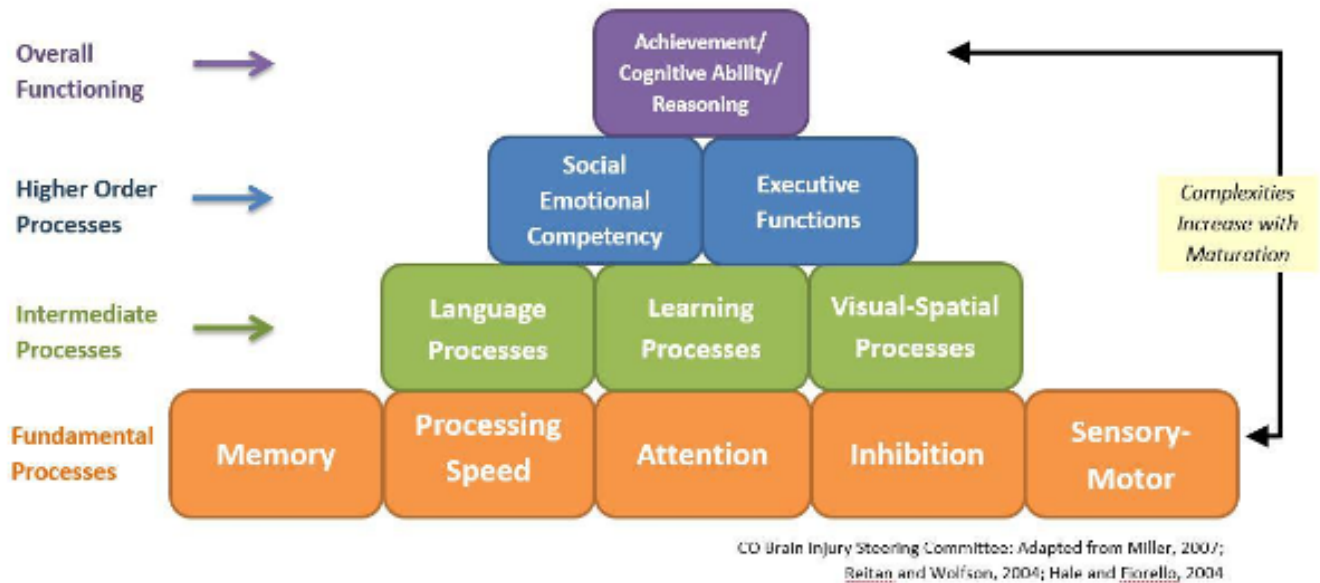 Overall
Functioning
Achievement/
Cognitive Ability/
Reasoning
Higher Order
Processes
Social
Emotional
Competency
Executive
Functions
Complexities
Increase with
Maturation
Intermediate
Processes
Language
Processes
Learning
Processes
Visual-Spatial
Processes
Fundamental
Processes
Memory
Processing
Speed
Attention
Inhibition
Sensory-
Motor
CO Brain Injury Steering Committee: Adapted from Miller, 2007;
Reitan and Wolfson, 2004; Hale and Fiorello, 2004